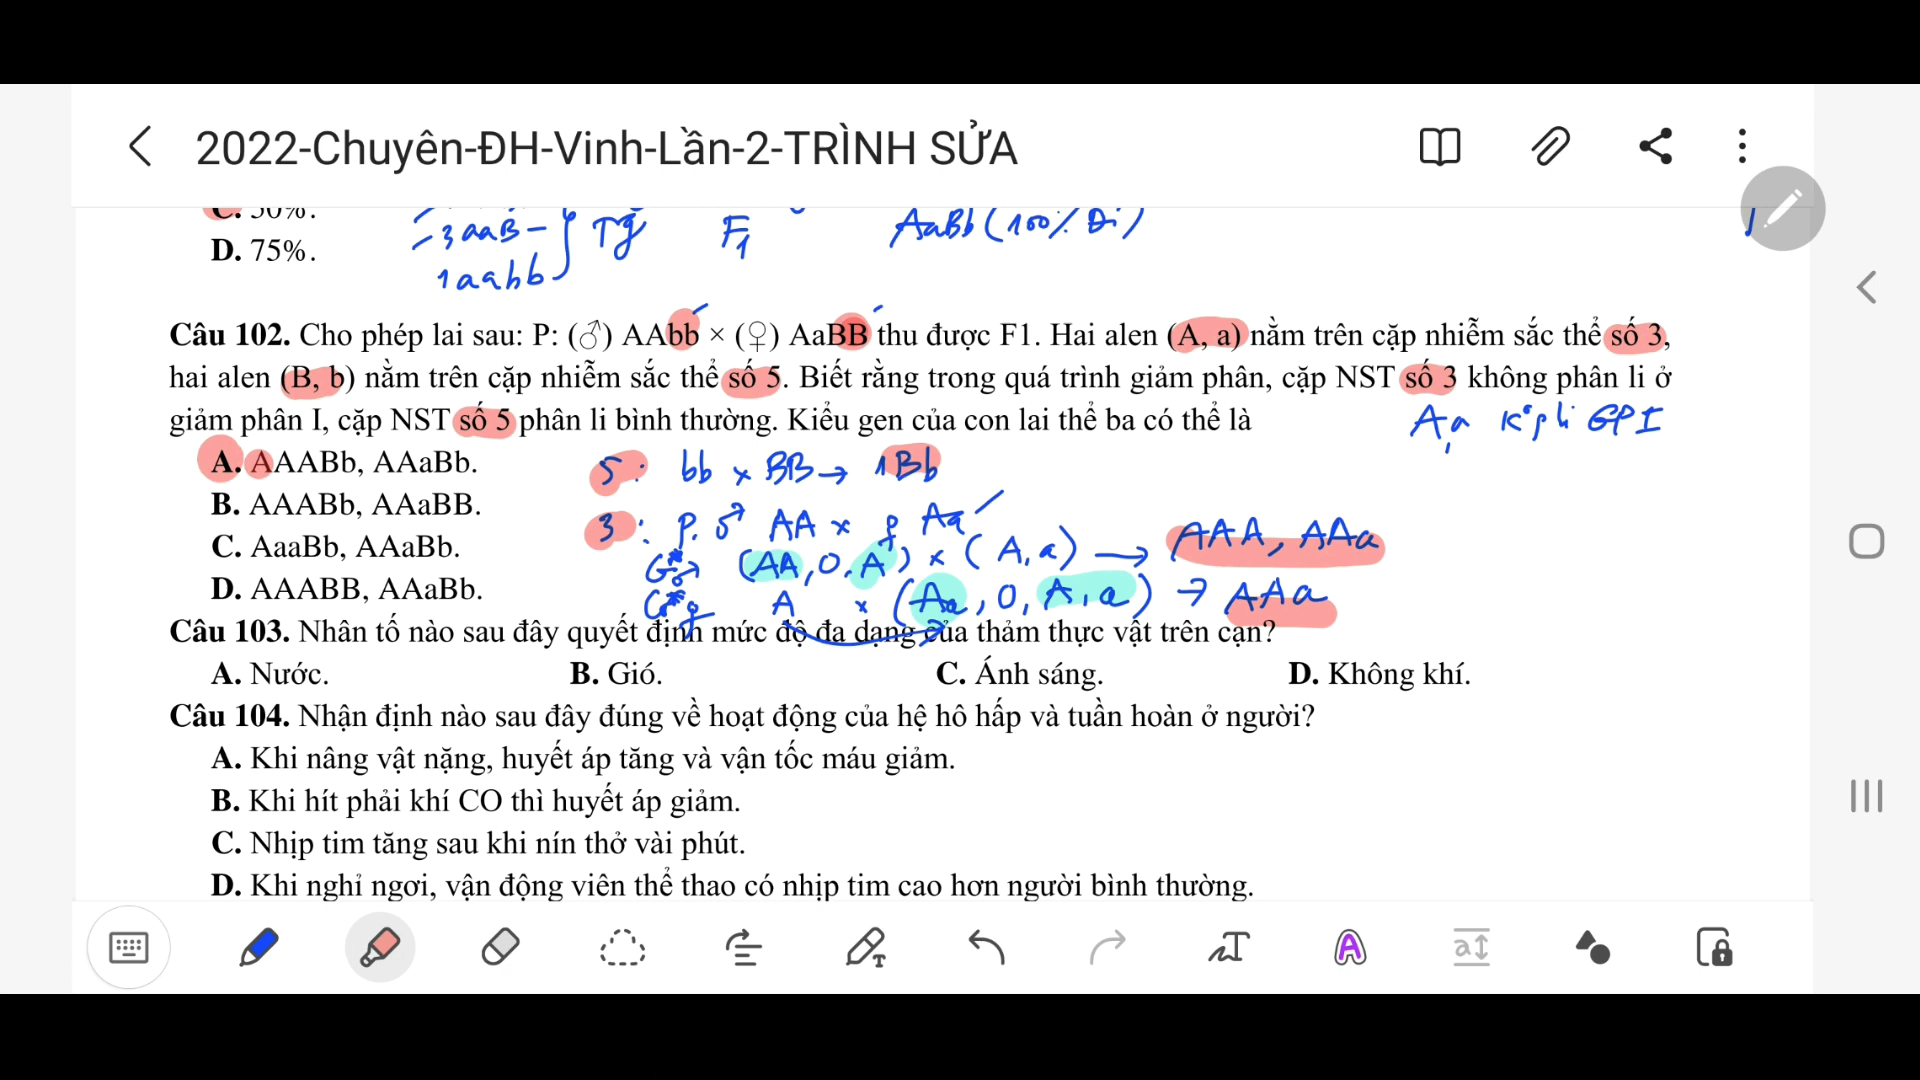 2022-Chuyên-ĐH-Vinh-Lần-2-TRÌNH SỬA
C. 50%.
D. 75%.
3 aaB-
1aabb
Tg
F1
AaBb (100% Dị)
Câu 102. Cho phép lai sau: P: (♂) AAbb × (♀) AaBB thu được F1. Hai alen (A, a) nằm trên cặp nhiễm sắc thể số 3,
hai alen (B, b) nằm trên cặp nhiễm sắc thể số 5. Biết rằng trong quá trình giảm phân, cặp NST số 3 không phân li ở
giảm phân I, cặp NST số 5 phân li bình thường. Kiểu gen của con lai thể ba có thể là
A,a K° pli GPI
A. AAABb, AAaBb.
5: bb × BB → 1Bb
B. AAABb, AAaBB.
3: P. ♂ AA × ♀ Aa
C. AaaBb, AAaBb.
G*♂ (AA, 0, A) × (A, a) → AAA, AAa
D. AAABB, AAaBb.
G*♀ A × (Aa, 0, A, a) → AAa
Câu 103. Nhân tố nào sau đây quyết định mức độ đa dạng của thảm thực vật trên cạn?
A. Nước. B. Gió. C. Ánh sáng. D. Không khí.
Câu 104. Nhận định nào sau đây đúng về hoạt động của hệ hô hấp và tuần hoàn ở người?
A. Khi nâng vật nặng, huyết áp tăng và vận tốc máu giảm.
B. Khi hít phải khí CO thì huyết áp giảm.
C. Nhịp tim tăng sau khi nín thở vài phút.
D. Khi nghỉ ngơi, vận động viên thể thao có nhịp tim cao hơn người bình thường.